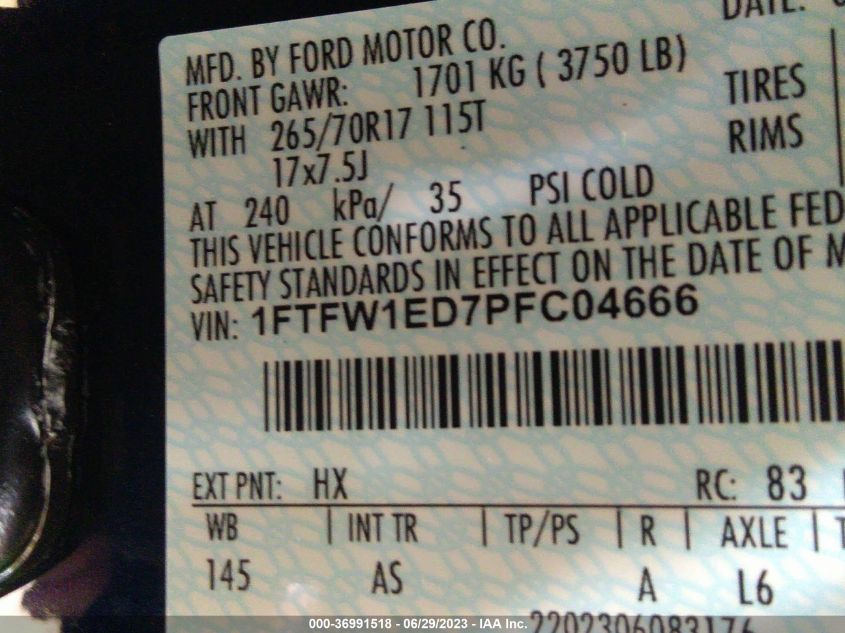 DATE:
MFD. BY FORD MOTOR CO.
FRONT GAWR: 1701 KG ( 3750 LB)
WITH 265/70R17 115T TIRES
17x7.5J RIMS
AT 240 kPa/ 35 PSI COLD
THIS VEHICLE CONFORMS TO ALL APPLICABLE FED
SAFETY STANDARDS IN EFFECT ON THE DATE OF M
VIN: 1FTFW1ED7PFC04666
EXT PNT: HX RC: 83
WB | INT TR | TP/PS | R | AXLE | T
145 AS A L6
2202306083176
000-36991518 - 06/29/2023 - IAA Inc.